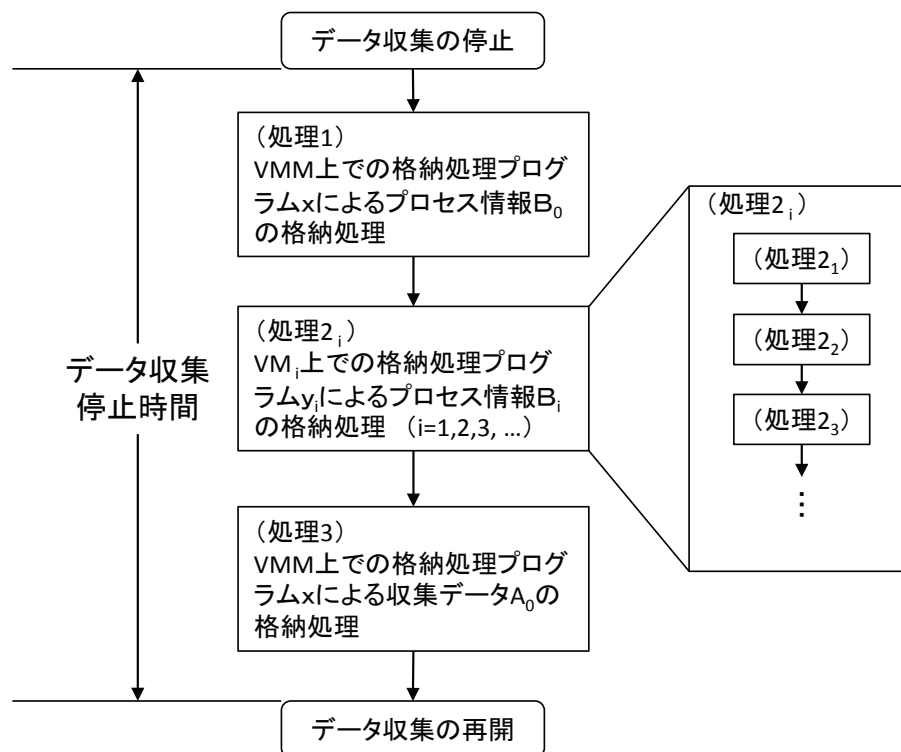 データ収集の停止
（処理1）
VMM上での格納処理プログ
ラムxによるプロセス情報B₀
の格納処理
（処理2ᵢ）
VMᵢ上での格納処理プログ
ラムyᵢによるプロセス情報Bᵢ
の格納処理 （i=1,2,3, …）
（処理3）
VMM上での格納処理プログ
ラムxによる収集データA₀の
格納処理
データ収集の再開
データ収集
停止時間
（処理2ᵢ）
（処理2₁）
（処理2₂）
（処理2₃）
⋮